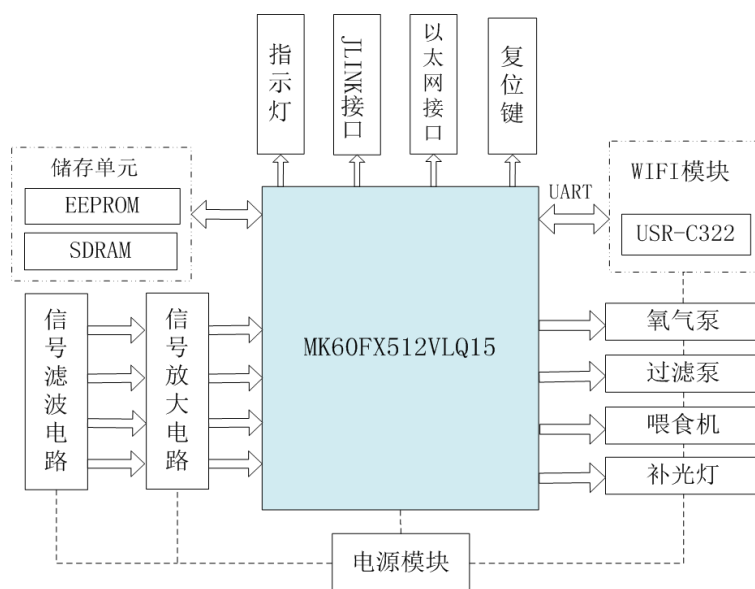 指示灯
JLINK接口
以太网接口
复位键
储存单元
EEPROM
SDRAM
UART
WIFI模块
USR-C322
信号滤波电路
信号放大电路
MK60FX512VLQ15
氧气泵
过滤泵
喂食机
补光灯
电源模块